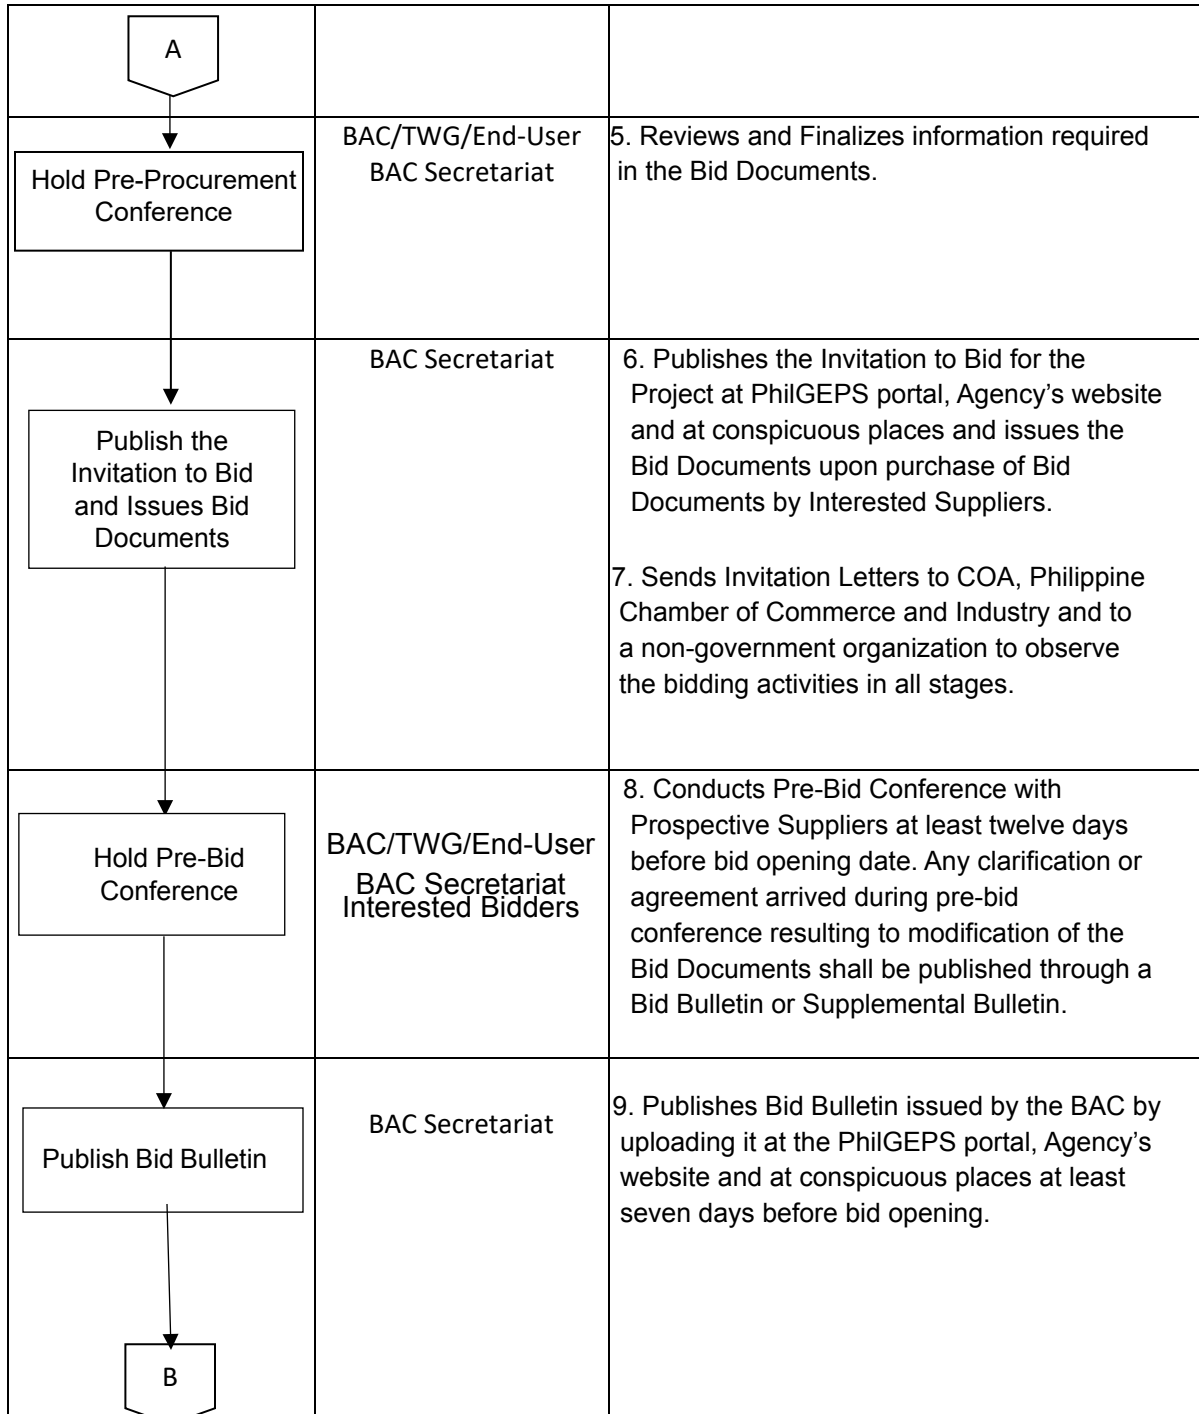 A
Hold Pre-Procurement
Conference
BAC/TWG/End-User
BAC Secretariat
5. Reviews and Finalizes information required
in the Bid Documents.
Publish the
Invitation to Bid
and Issues Bid
Documents
BAC Secretariat
6. Publishes the Invitation to Bid for the
Project at PhilGEPS portal, Agency’s website
and at conspicuous places and issues the
Bid Documents upon purchase of Bid
Documents by Interested Suppliers.
7. Sends Invitation Letters to COA, Philippine
Chamber of Commerce and Industry and to
a non-government organization to observe
the bidding activities in all stages.
Hold Pre-Bid
Conference
BAC/TWG/End-User
BAC Secretariat
Interested Bidders
8. Conducts Pre-Bid Conference with
Prospective Suppliers at least twelve days
before bid opening date. Any clarification or
agreement arrived during pre-bid
conference resulting to modification of the
Bid Documents shall be published through a
Bid Bulletin or Supplemental Bulletin.
Publish Bid Bulletin
BAC Secretariat
9. Publishes Bid Bulletin issued by the BAC by
uploading it at the PhilGEPS portal, Agency’s
website and at conspicuous places at least
seven days before bid opening.
B